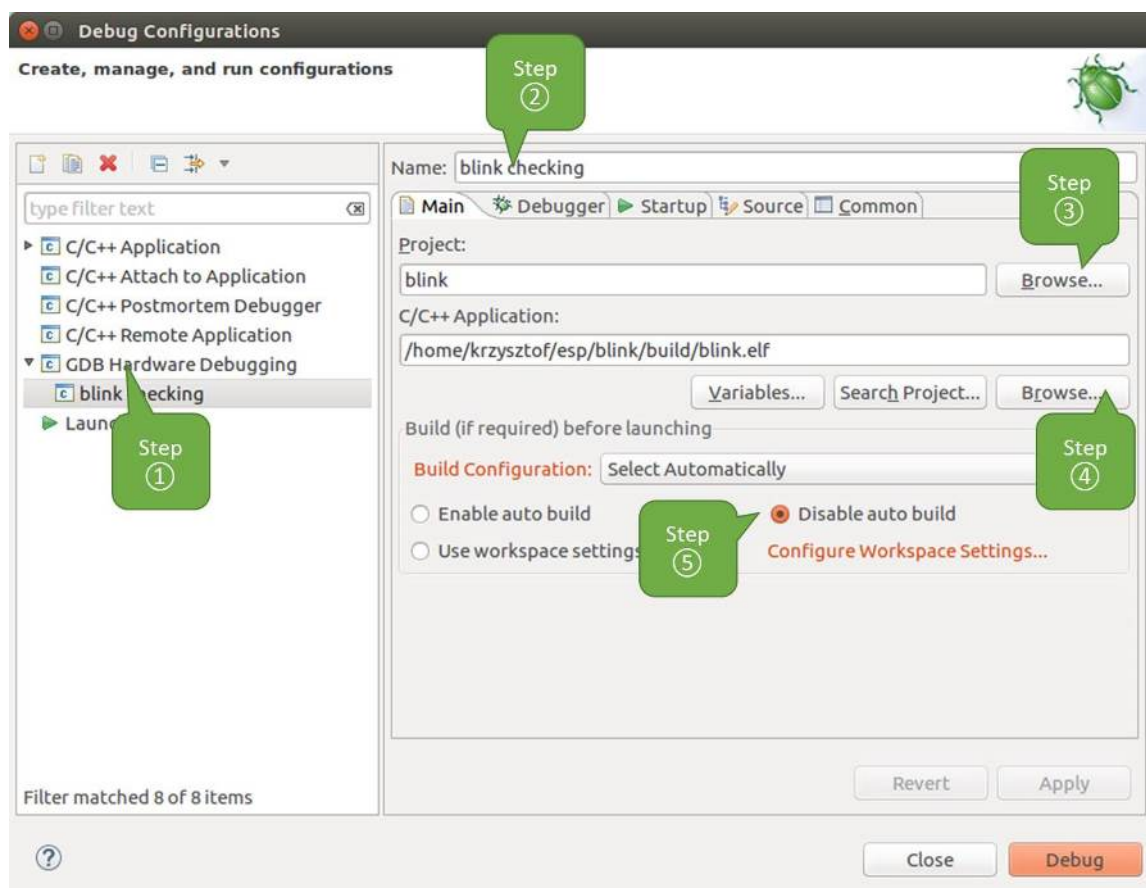 Debug Configurations
Create, manage, and run configurations
Step
②
Name: blink checking
Step
③
type filter text
Main Debugger Startup Source Common
C/C++ Application
C/C++ Attach to Application
C/C++ Postmortem Debugger
C/C++ Remote Application
GDB Hardware Debugging
blink checking
Step
①
Project:
blink
Browse...
C/C++ Application:
/home/krzysztof/esp/blink/build/blink.elf
Variables... Search Project... Browse...
Step
④
Build (if required) before launching
Build Configuration: Select Automatically
Enable auto build
Disable auto build
Step
⑤
Use workspace settings
Configure Workspace Settings...
Revert Apply
Filter matched 8 of 8 items
Close Debug